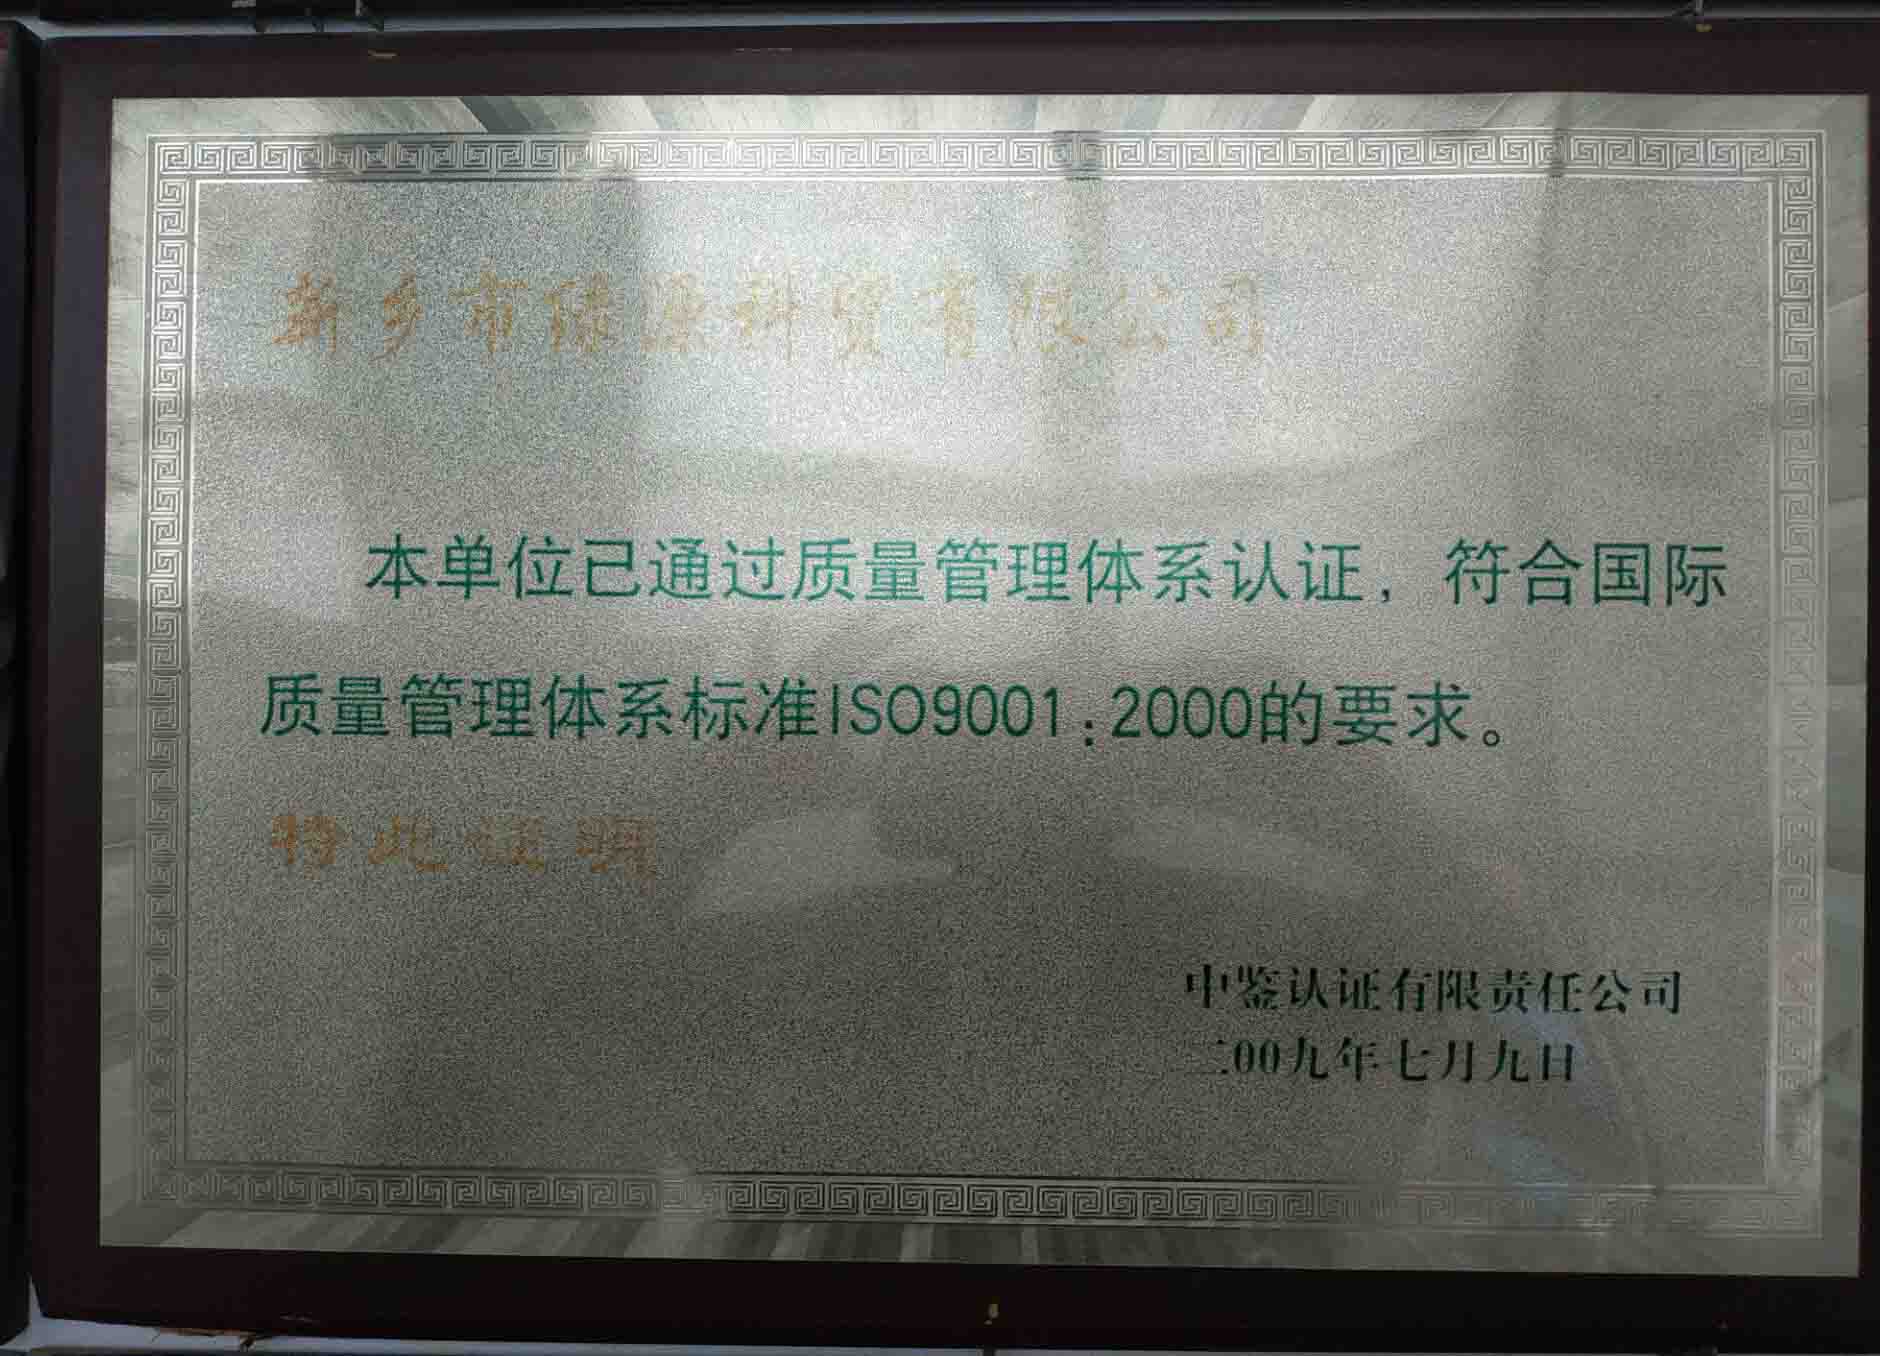 新乡市绿源科贸有限公司
本单位已通过质量管理体系认证，符合国际
质量管理体系标准ISO9001:2000的要求。
特此证明
中鉴认证有限责任公司
二00九年七月九日